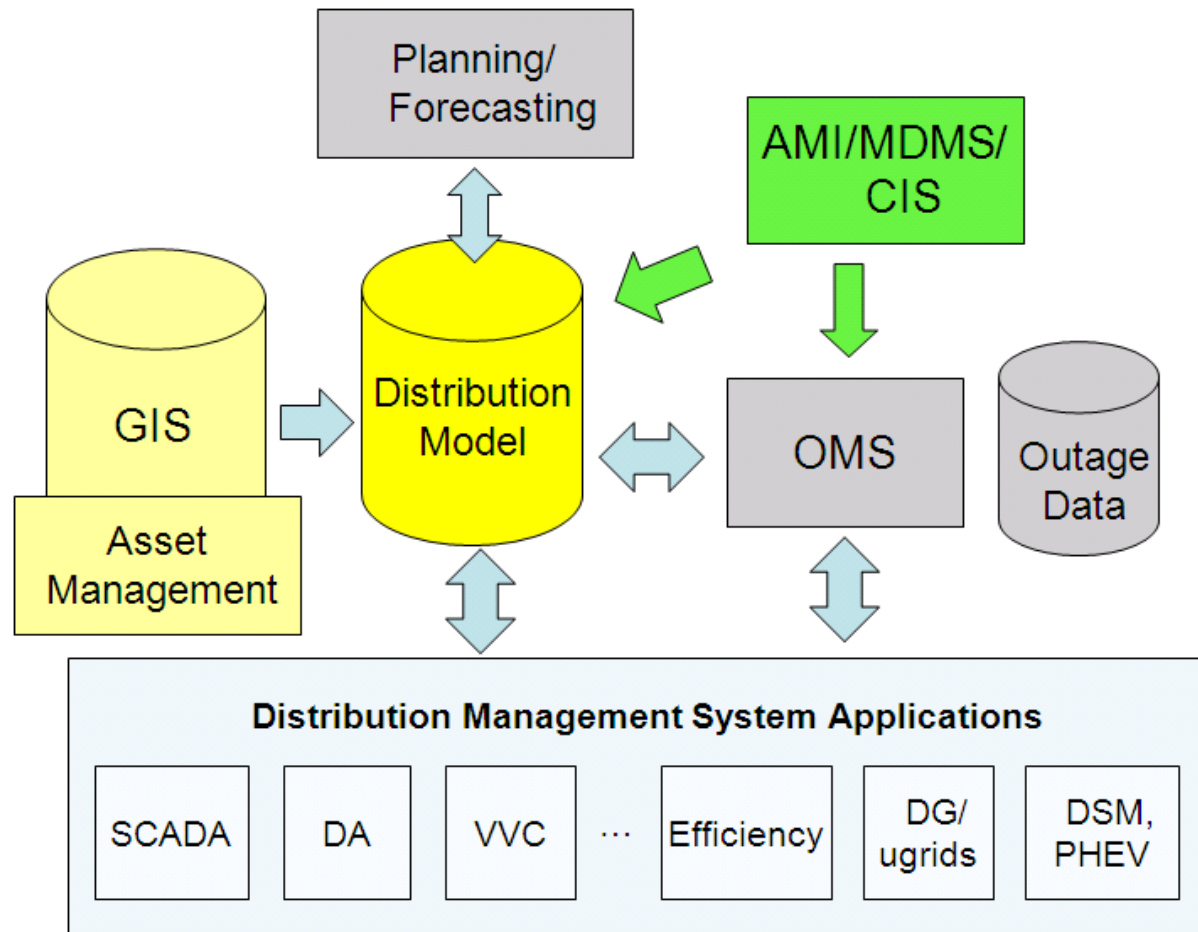 Planning/
Forecasting
AMI/MDMS/
CIS
GIS
Asset
Management
Distribution
Model
OMS
Outage
Data
Distribution Management System Applications
SCADA
DA
VVC
...
Efficiency
DG/
ugrids
DSM,
PHEV